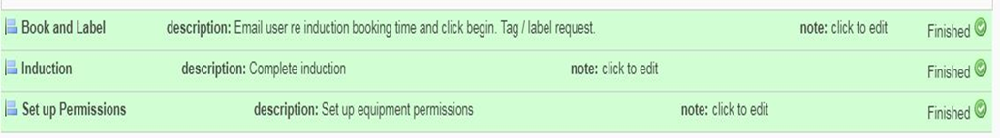 Book and Label description: Email user re induction booking time and click begin. Tag / label request. note: click to edit Finished
Induction description: Complete induction note: click to edit Finished
Set up Permissions description: Set up equipment permissions note: click to edit Finished